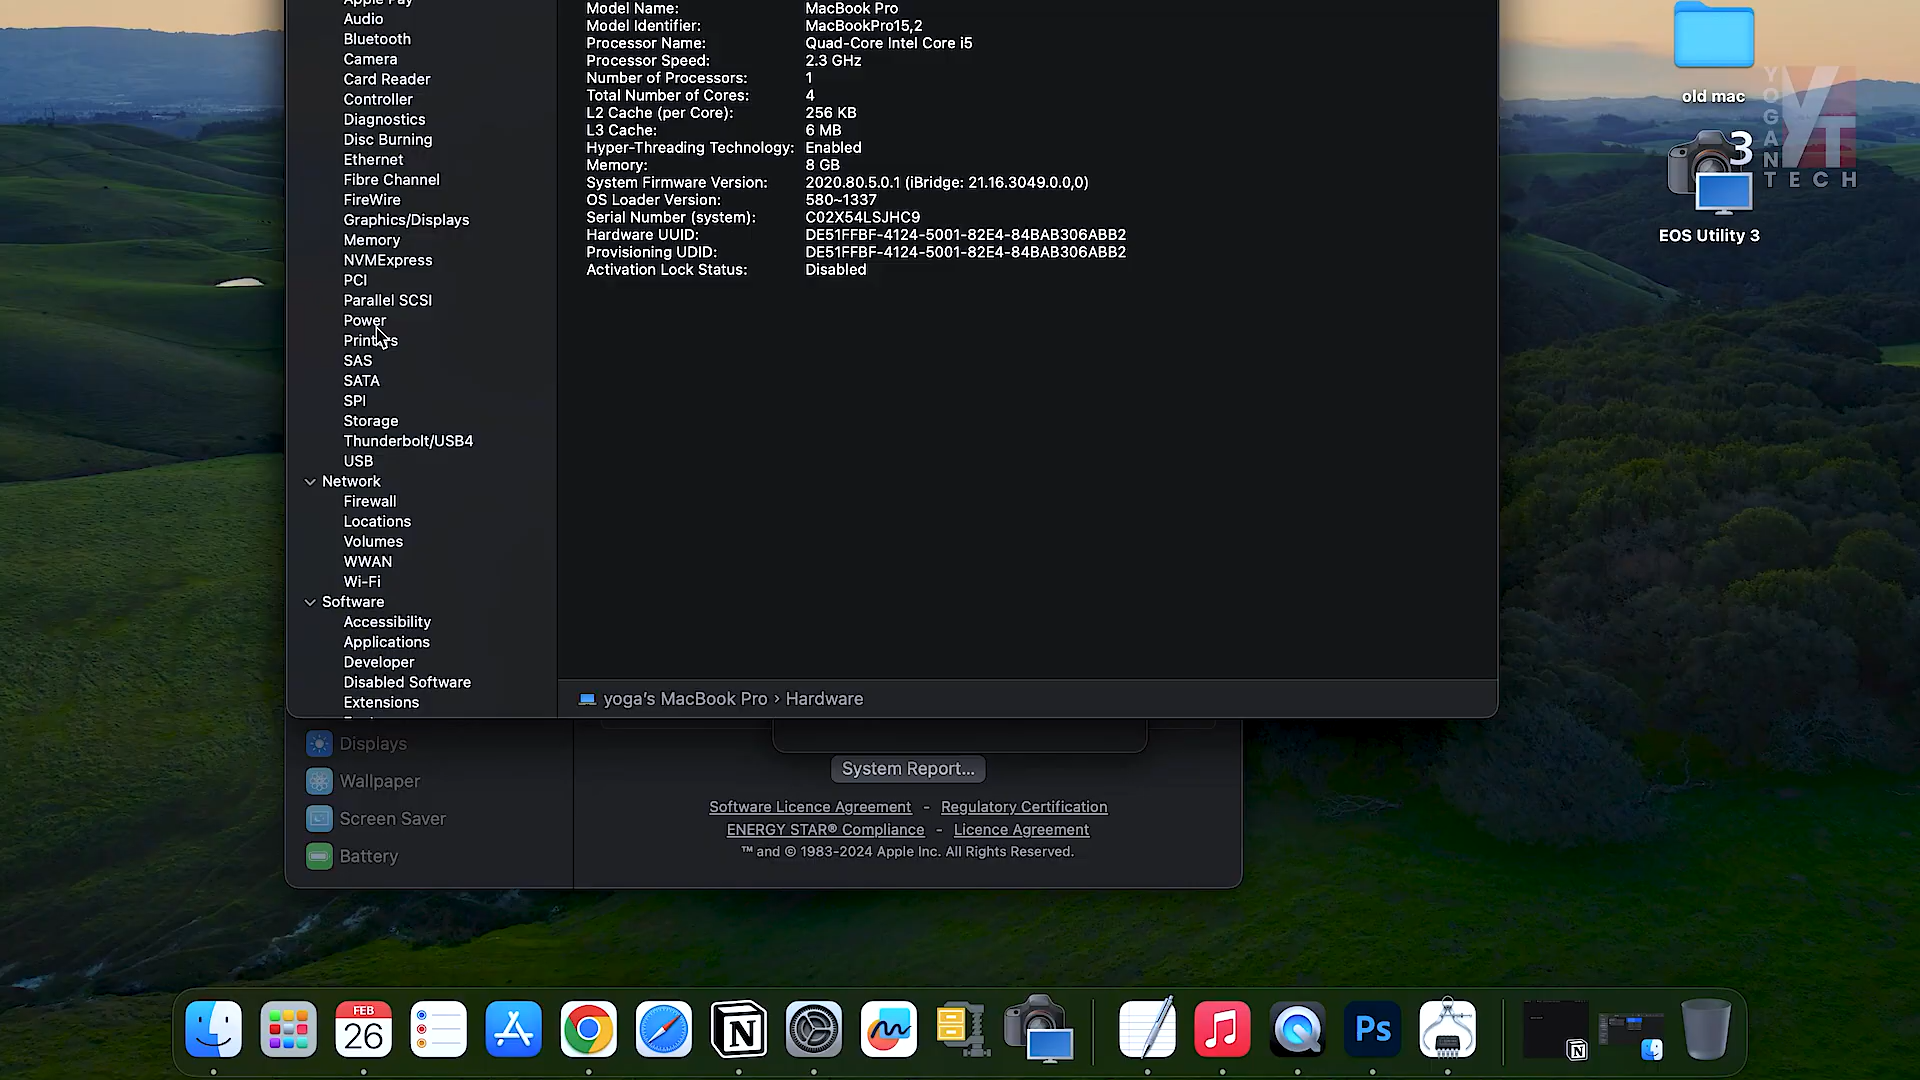 Apple Pay
Audio
Bluetooth
Camera
Card Reader
Controller
Diagnostics
Disc Burning
Ethernet
Fibre Channel
FireWire
Graphics/Displays
Memory
NVMExpress
PCI
Parallel SCSI
Power
Printers
SAS
SATA
SPI
Storage
Thunderbolt/USB4
USB
Network
Firewall
Locations
Volumes
WWAN
Wi-Fi
Software
Accessibility
Applications
Developer
Disabled Software
Extensions
Model Name: MacBook Pro
Model Identifier: MacBookPro15,2
Processor Name: Quad-Core Intel Core i5
Processor Speed: 2.3 GHz
Number of Processors: 1
Total Number of Cores: 4
L2 Cache (per Core): 256 KB
L3 Cache: 6 MB
Hyper-Threading Technology: Enabled
Memory: 8 GB
System Firmware Version: 2020.80.5.0.1 (iBridge: 21.16.3049.0.0,0)
OS Loader Version: 580~1337
Serial Number (system): C02X54LSJHC9
Hardware UUID: DE51FFBF-4124-5001-82E4-84BAB306ABB2
Provisioning UDID: DE51FFBF-4124-5001-82E4-84BAB306ABB2
Activation Lock Status: Disabled
yoga's MacBook Pro › Hardware
Displays
Wallpaper
Screen Saver
Battery
System Report...
Software Licence Agreement - Regulatory Certification
ENERGY STAR® Compliance - Licence Agreement
™ and © 1983-2024 Apple Inc. All Rights Reserved.
old mac
YOGAN
YT
TECH
3
EOS Utility 3
FEB
26
N
Ps
N